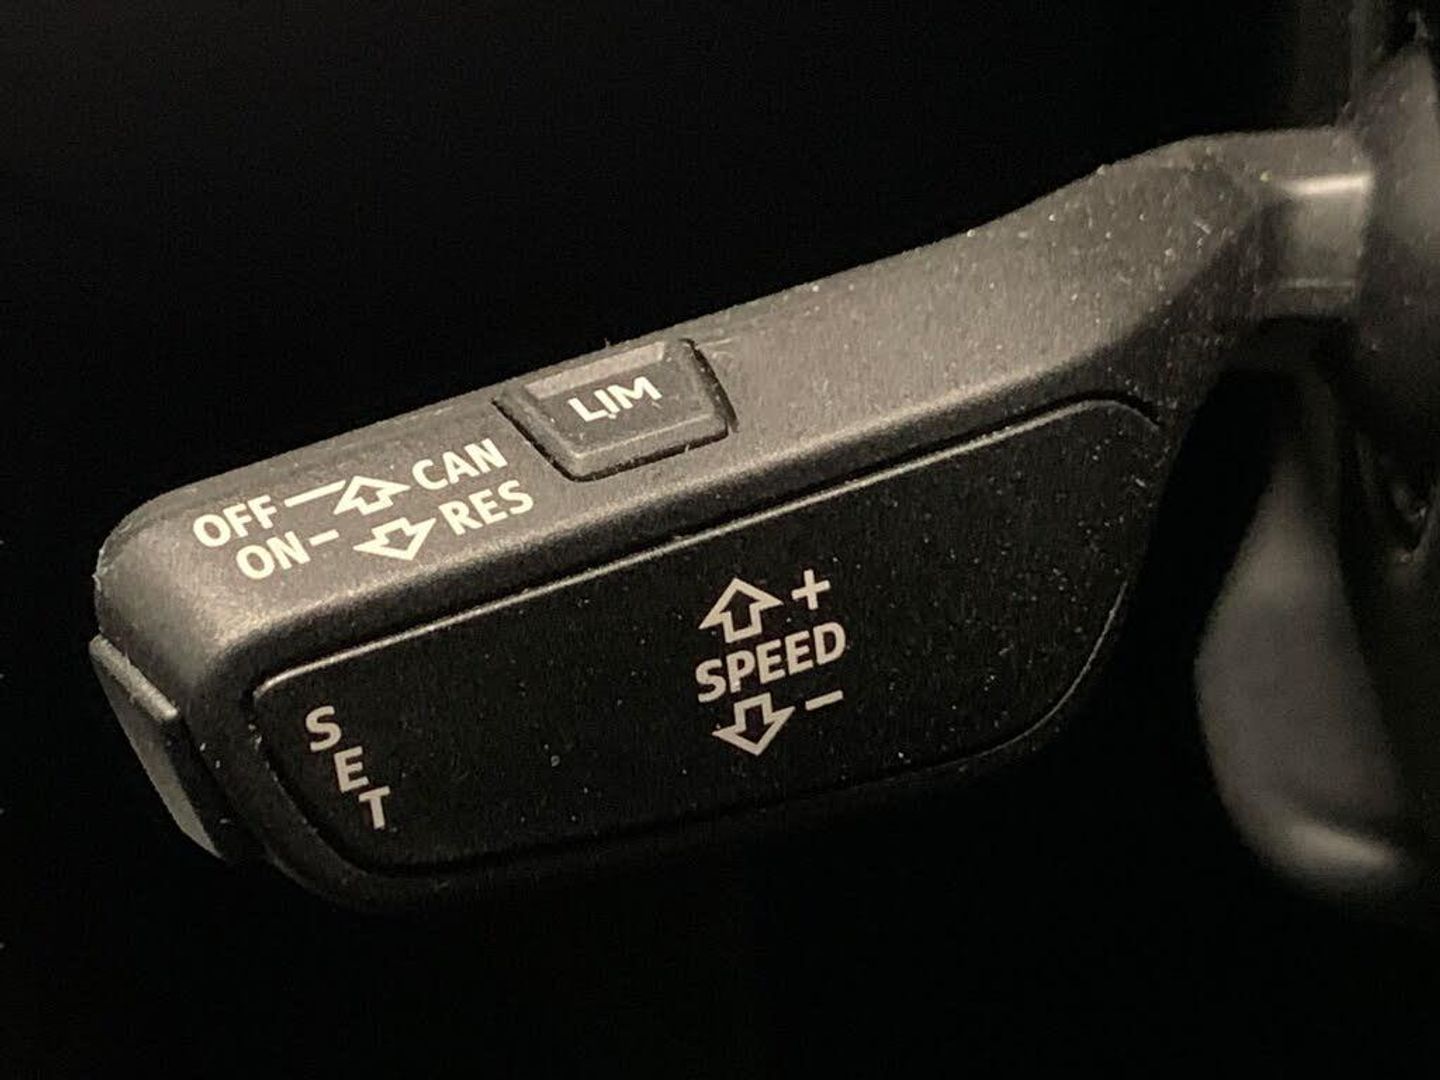 LIM
OFF CAN
ON RES
+
SPEED
-
SET